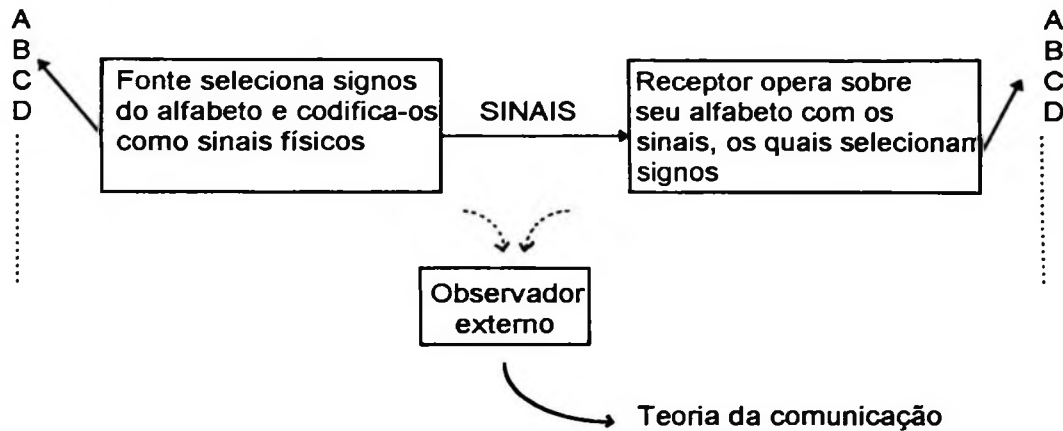 A
B
C
D
Fonte seleciona signos
do alfabeto e codifica-os
como sinais físicos
SINAIS
Receptor opera sobre
seu alfabeto com os
sinais, os quais selecionam
signos
A
B
C
D
Observador
externo
Teoria da comunicação